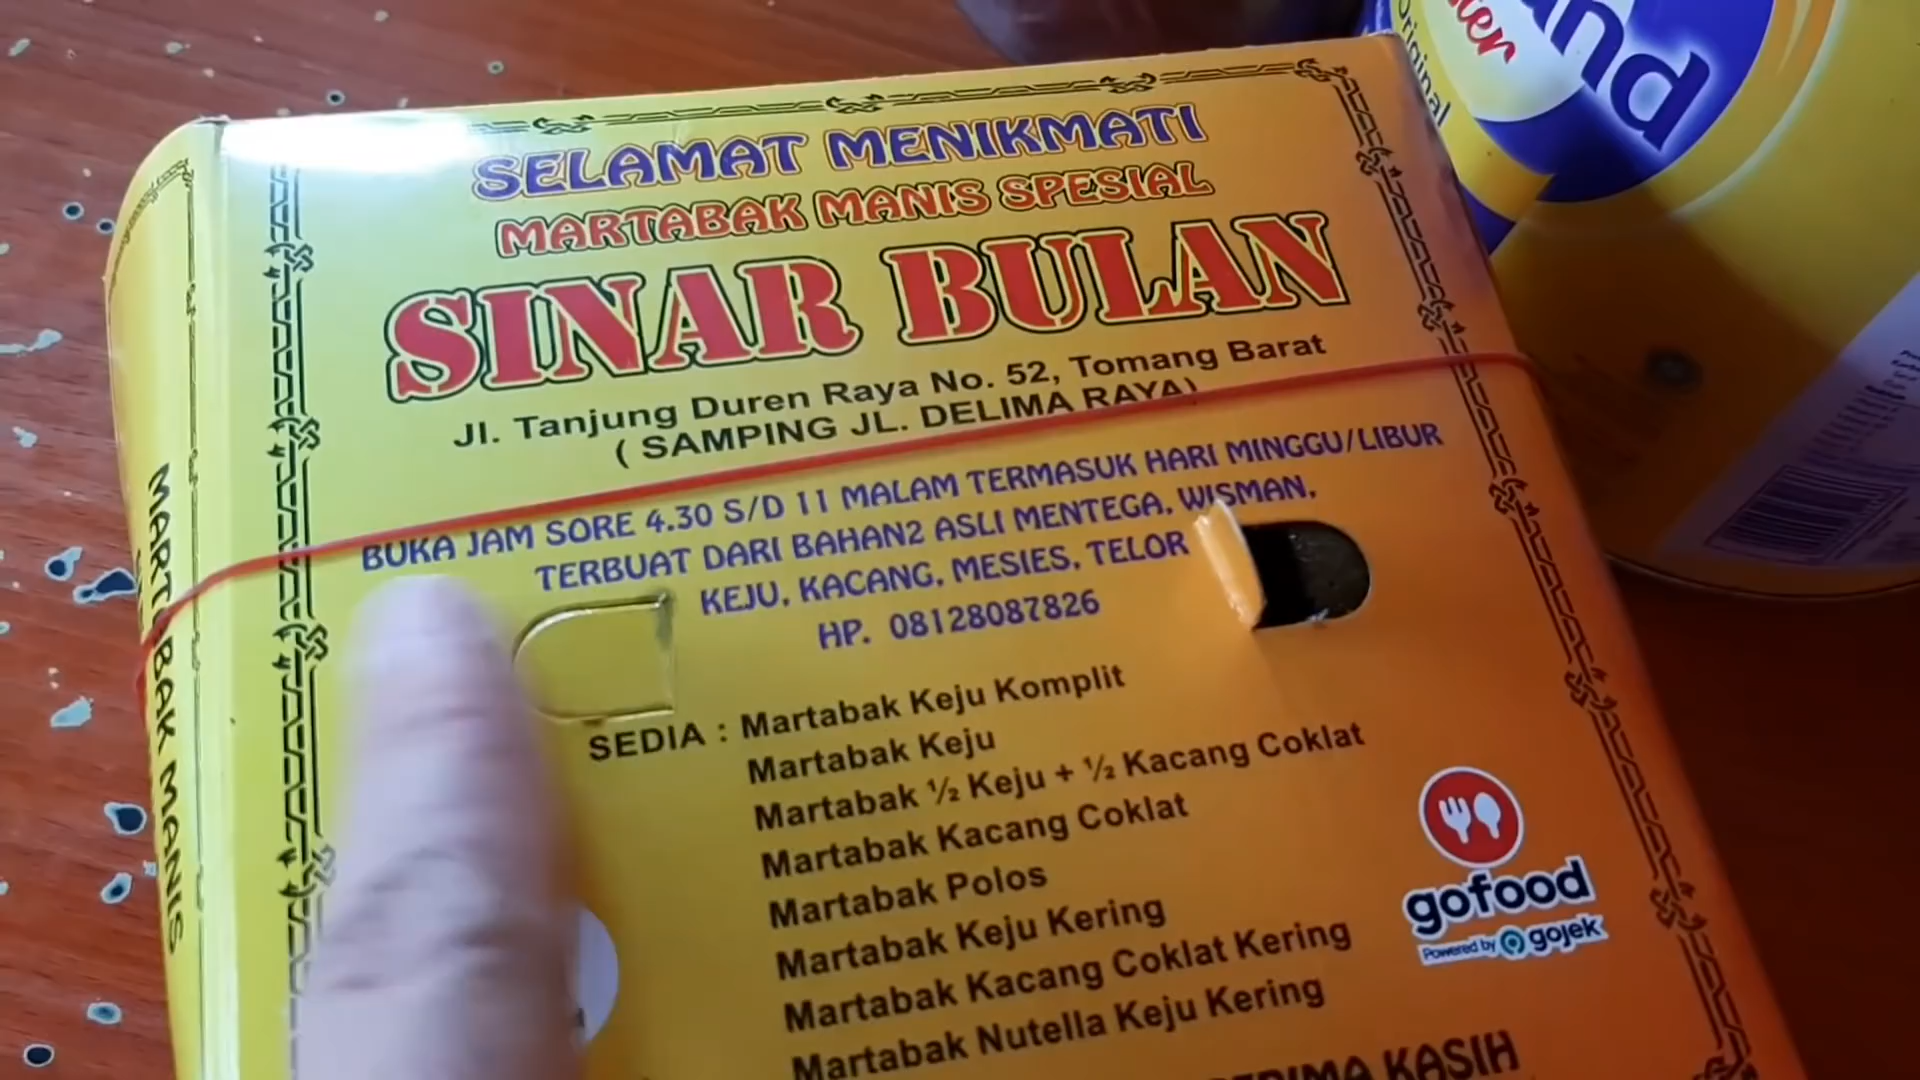 SELAMAT MENIKMATI
MARTABAK MANIS SPESIAL
SINAR BULAN
Jl. Tanjung Duren Raya No. 52, Tomang Barat
( SAMPING JL. DELIMA RAYA)
BUKA JAM SORE 4.30 S/D 11 MALAM TERMASUK HARI MINGGU/LIBUR
TERBUAT DARI BAHAN2 ASLI MENTEGA, WISMAN,
KEJU, KACANG, MESIES, TELOR
HP. 08128087826
SEDIA : Martabak Keju Komplit
Martabak Keju
Martabak ½ Keju + ½ Kacang Coklat
Martabak Kacang Coklat
Martabak Polos
Martabak Keju Kering
Martabak Kacang Coklat Kering
Martabak Nutella Keju Kering
KASIH
gofood
Powered by gojek
MARTABAK MANIS
Original